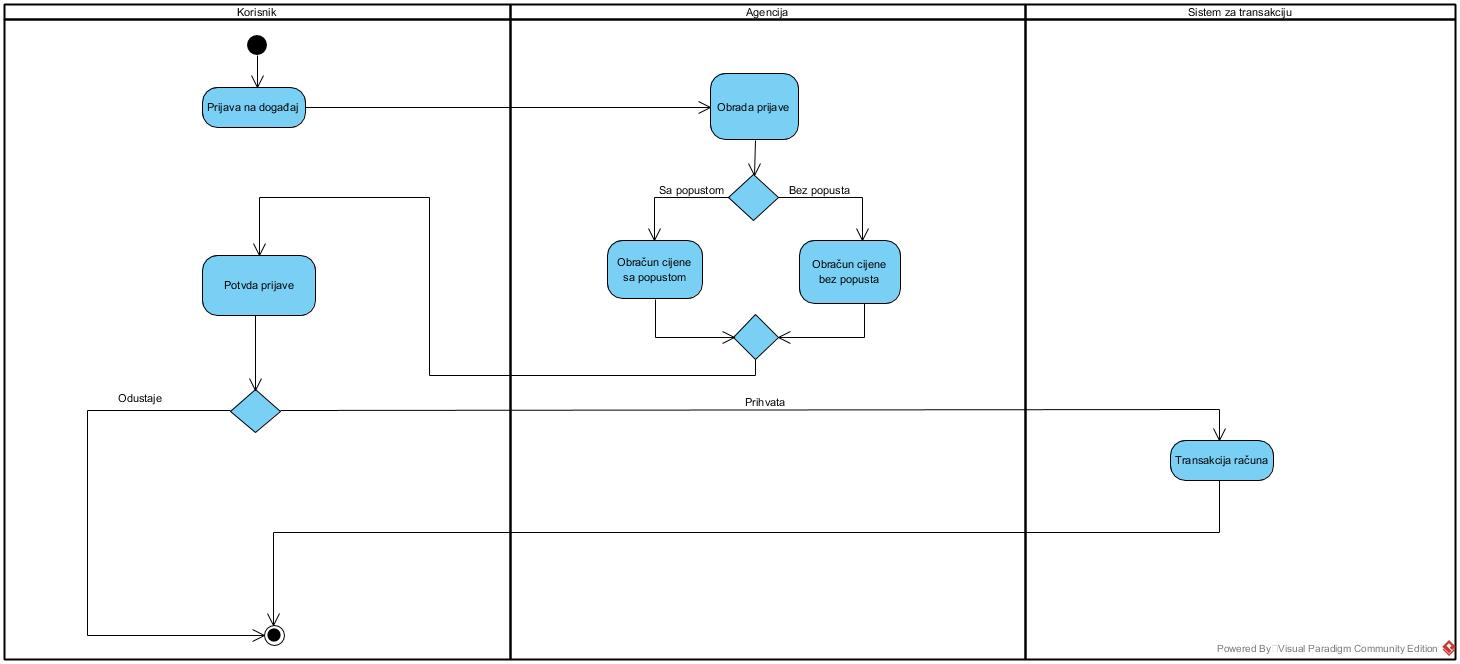 Korisnik
Agencija
Sistem za transakciju
Prijava na događaj
Obrada prijave
Sa popustom
Bez popusta
Obračun cijene
sa popustom
Obračun cijene
bez popusta
Potvda prijave
Odustaje
Prihvata
Transakcija računa
Powered By Visual Paradigm Community Edition